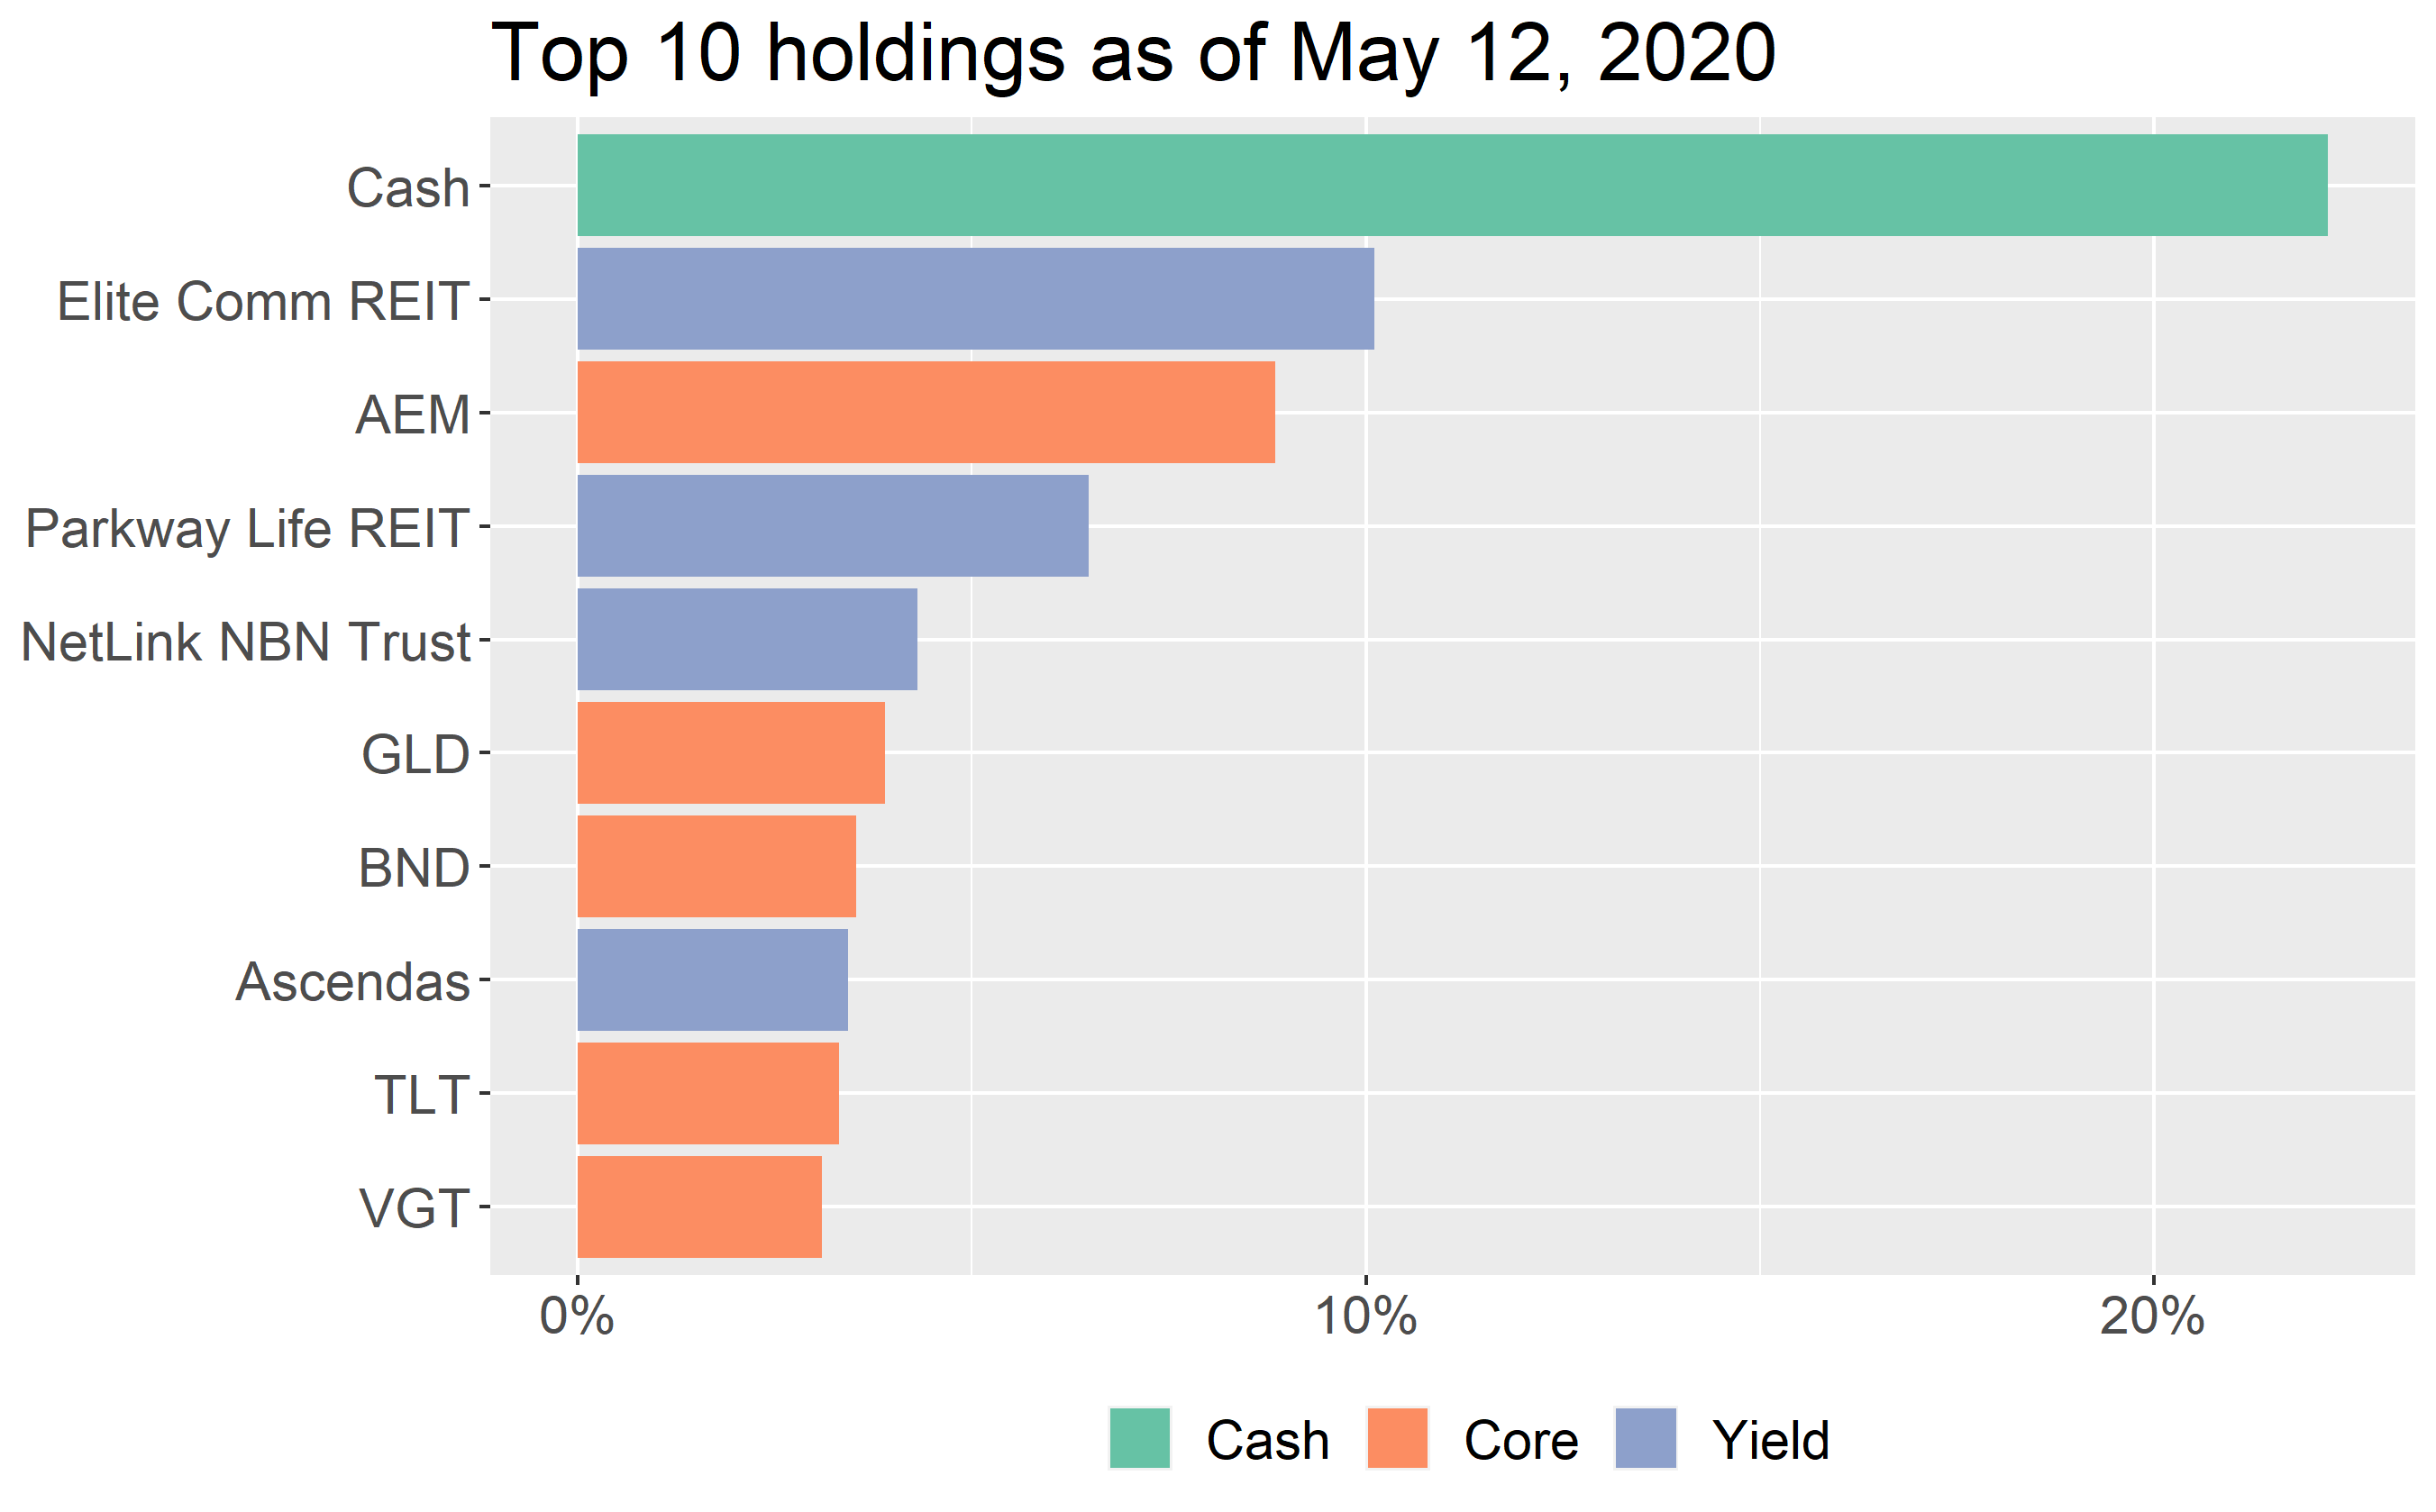 Top 10 holdings as of May 12, 2020
Cash
Elite Comm REIT
AEM
Parkway Life REIT
NetLink NBN Trust
GLD
BND
Ascendas
TLT
VGT
0% 10% 20%
Cash Core Yield